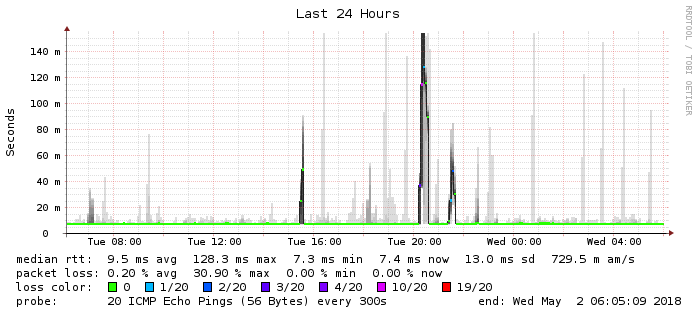 Last 24 Hours
RRDTOOL / TOBI OETIKER
Seconds
140 m
120 m
100 m
80 m
60 m
40 m
20 m
0
Tue 08:00 Tue 12:00 Tue 16:00 Tue 20:00 Wed 00:00 Wed 04:00
median rtt: 9.5 ms avg 128.3 ms max 7.3 ms min 7.4 ms now 13.0 ms sd 729.5 m am/s
packet loss: 0.20 % avg 30.90 % max 0.00 % min 0.00 % now
loss color: 0 1/20 2/20 3/20 4/20 10/20 19/20
probe: 20 ICMP Echo Pings (56 Bytes) every 300s end: Wed May 2 06:05:09 2018